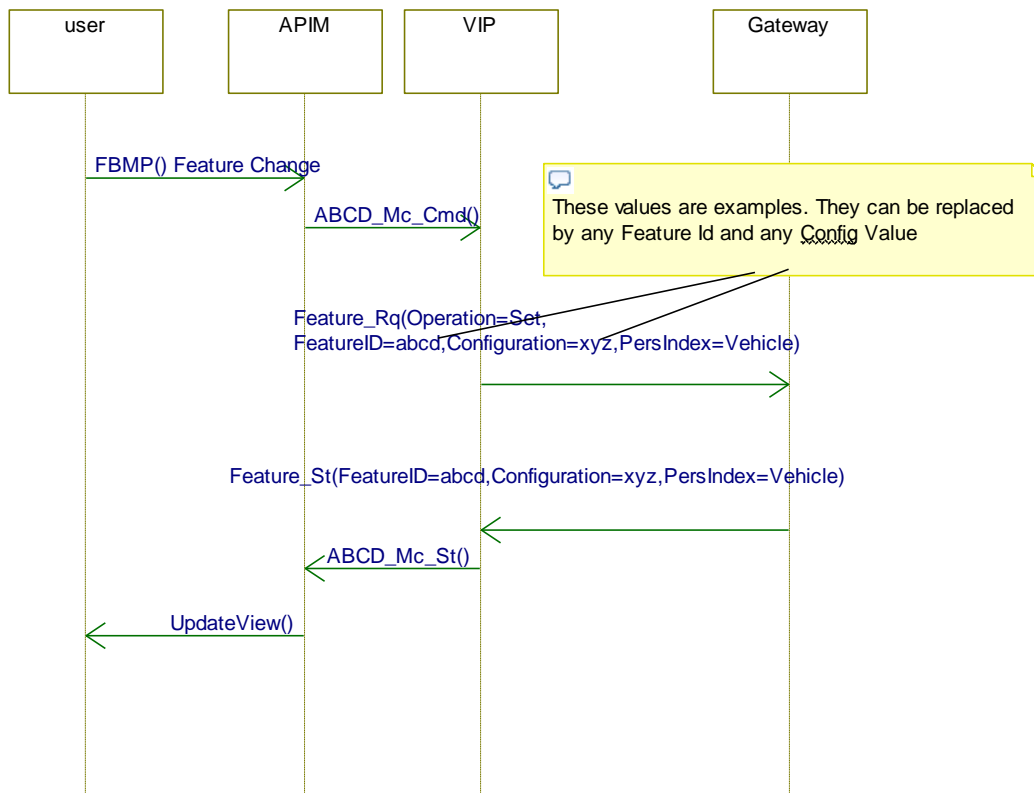 user
APIM
VIP
Gateway
FBMP() Feature Change
ABCD_Mc_Cmd()
These values are examples. They can be replaced
by any Feature Id and any Config Value
Feature_Rq(Operation=Set,
FeatureID=abcd,Configuration=xyz,PersIndex=Vehicle)
Feature_St(FeatureID=abcd,Configuration=xyz,PersIndex=Vehicle)
ABCD_Mc_St()
UpdateView()